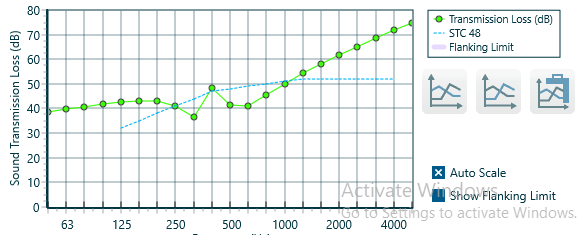 80
70
60
50
40
30
20
10
0
Sound Transmission Loss (dB)
63 125 250 500 1000 2000 4000
Transmission Loss (dB)
STC 48
Flanking Limit
Auto Scale
Activate Windows
Show Flanking Limit
Go to Settings to activate Windows.